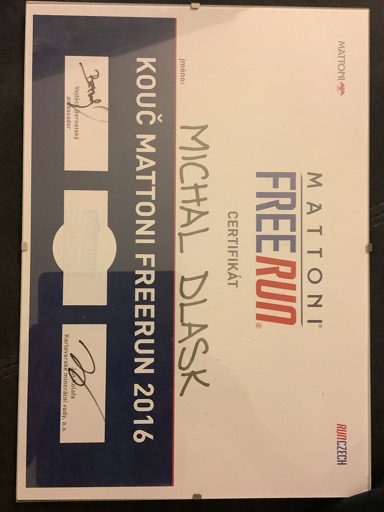 MATTONI
RUNCZECH
MATTONI
FREERUN
CERTIFIKÁT
jméno:
MICHAL DLASK
KOUČ MATTONI FREERUN 2016
Vojtěch Bernatský
ambasador
Karlovarské minerální vody, a.s.